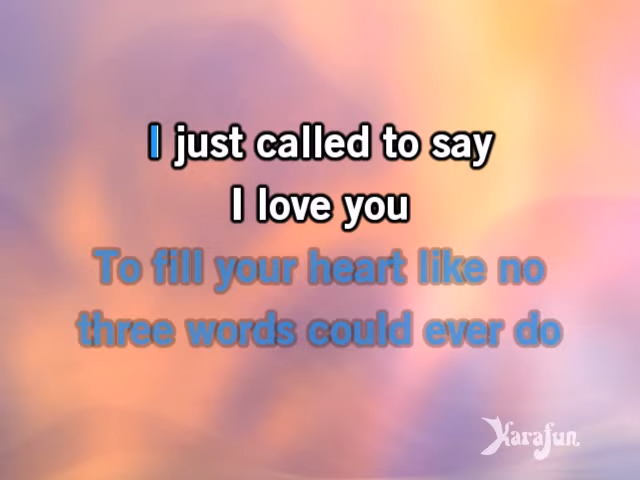 I just called to say
I love you
To fill your heart like no
three words could ever do
Karafun